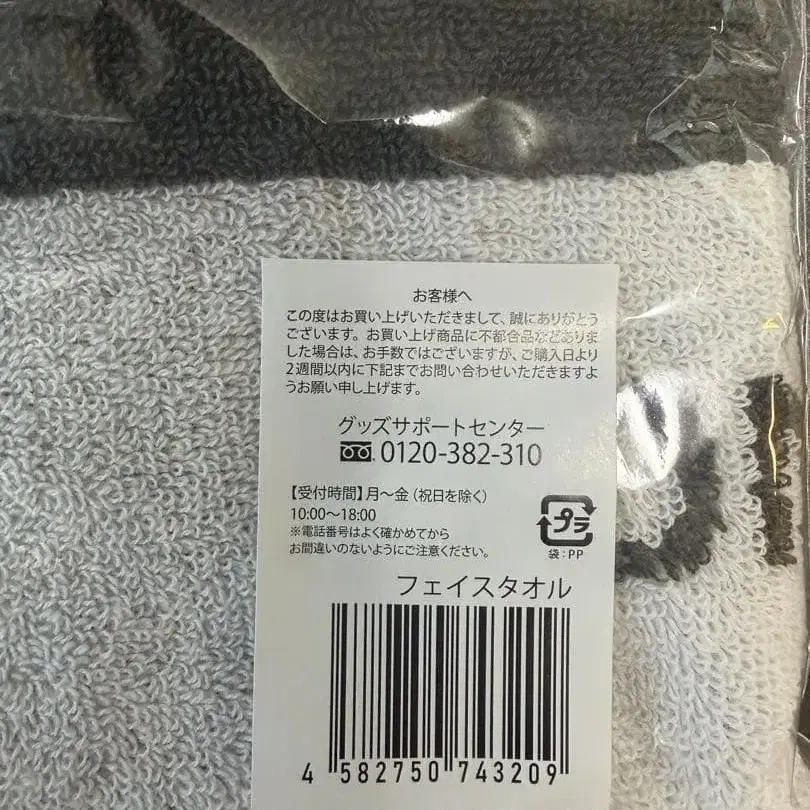 お客様へ
この度はお買い上げいただきまして、誠にありがとう
ございます。お買い上げ商品に不都合品などありま
した場合は、お手数ではございますが、ご購入日より
2週間以内に下記までお問い合わせいただきますよ
うお願い申し上げます。
グッズサポートセンター
0120-382-310
【受付時間】月～金（祝日を除く）
10:00～18:00
※電話番号はよく確かめてから
お間違いのないようにご注意ください。
プラ
袋：PP
フェイスタオル
4 582750 743209